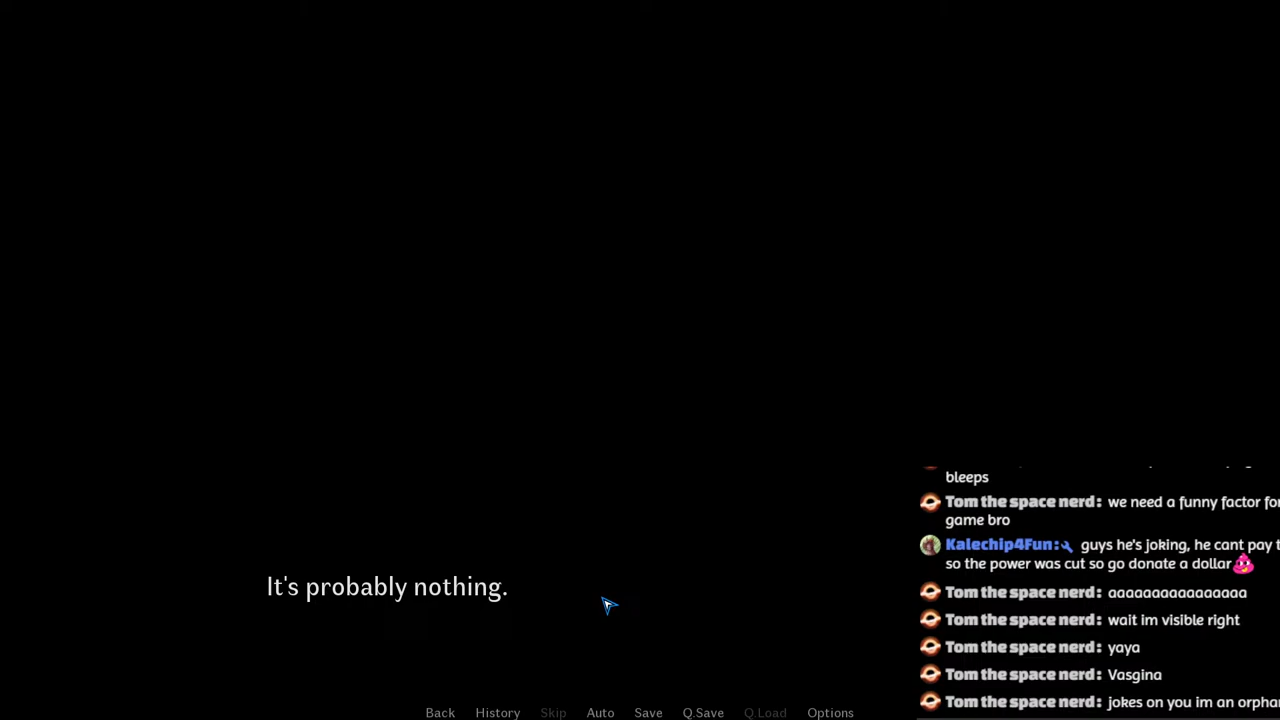 bleeps
Tom the space nerd: we need a funny factor for
game bro
Kalechip4Fun: guys he's joking, he cant pay t
so the power was cut so go donate a dollar
Tom the space nerd: aaaaaaaaaaaaaaaa
It's probably nothing.
Tom the space nerd: wait im visible right
Tom the space nerd: yaya
Tom the space nerd: Vasgina
Tom the space nerd: jokes on you im an orpha
Back History Skip Auto Save Q.Save Q.Load Options